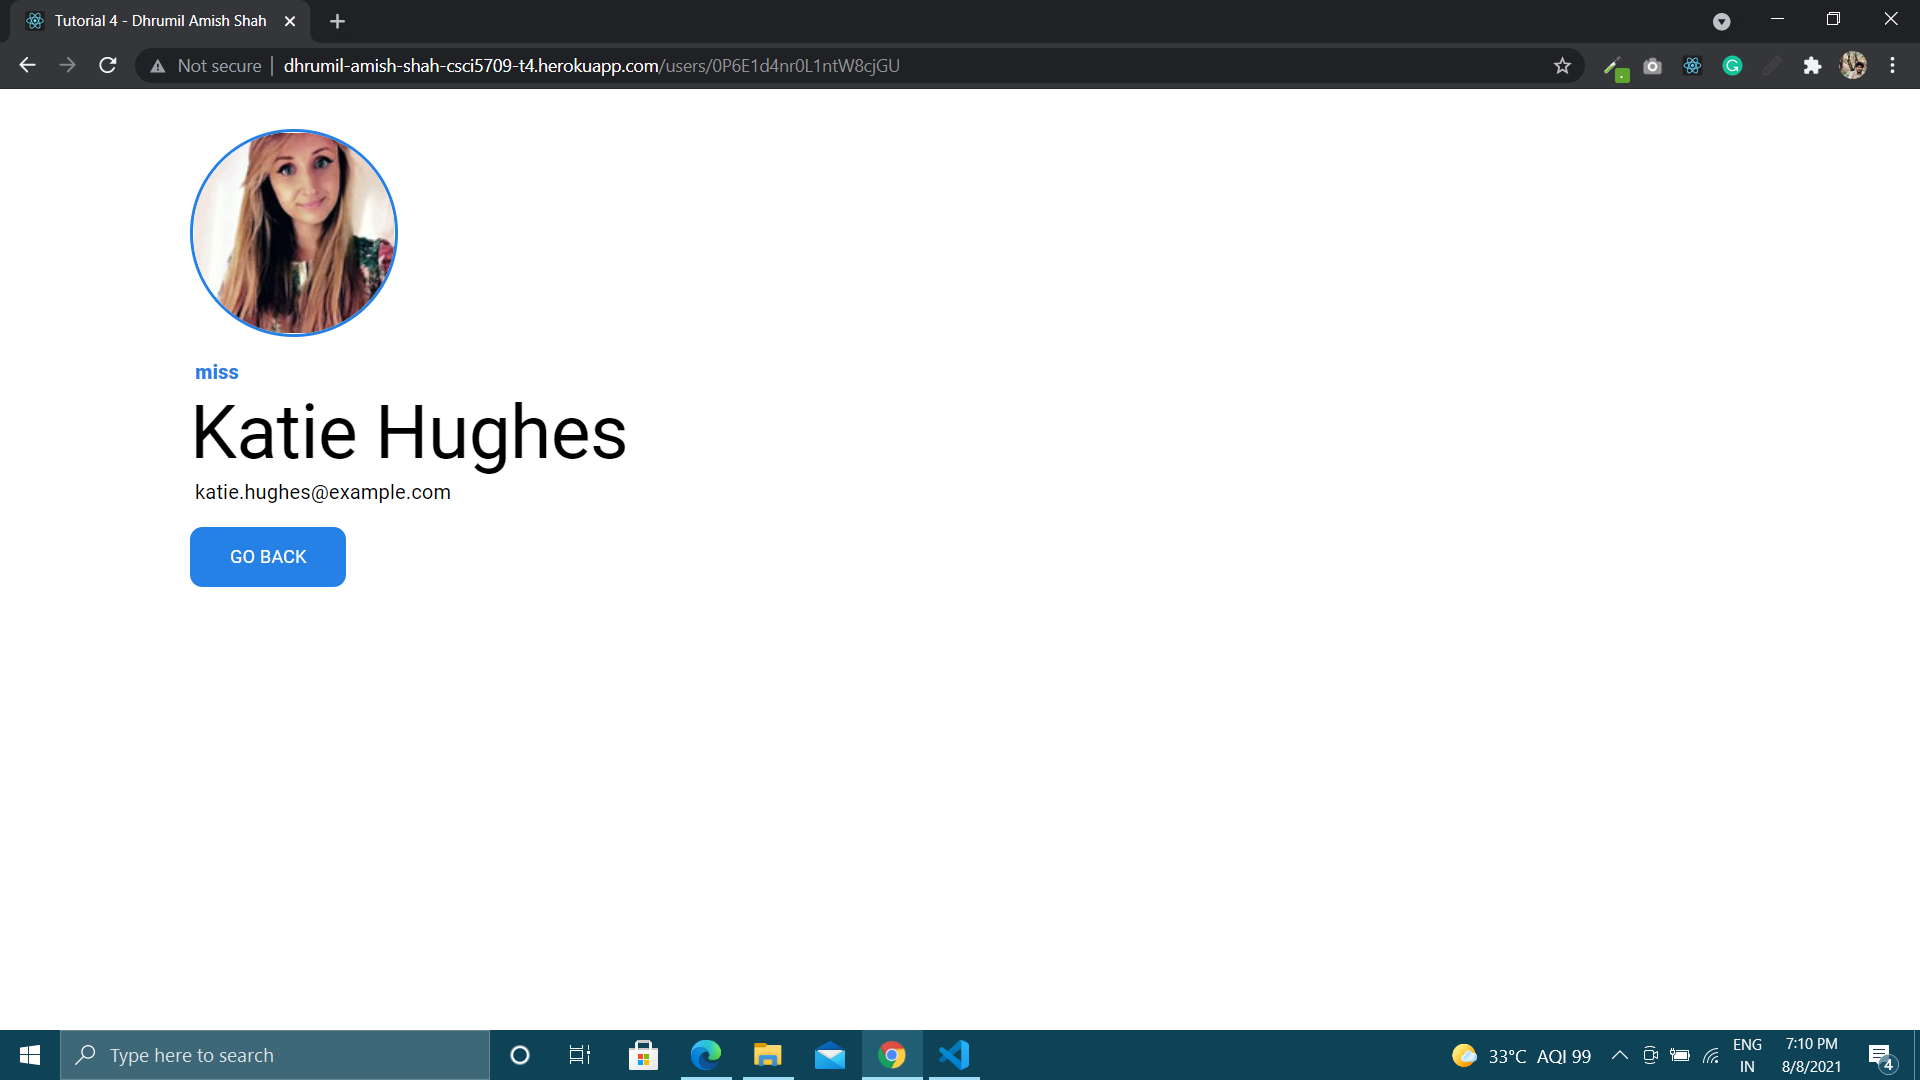 Tutorial 4 - Dhrumil Amish Shah
Not secure | dhrumil-amish-shah-csci5709-t4.herokuapp.com/users/0P6E1d4nr0L1ntW8cjGU
miss
Katie Hughes
katie.hughes@example.com
GO BACK
Type here to search
33°C AQI 99
ENG
IN
7:10 PM
8/8/2021
4